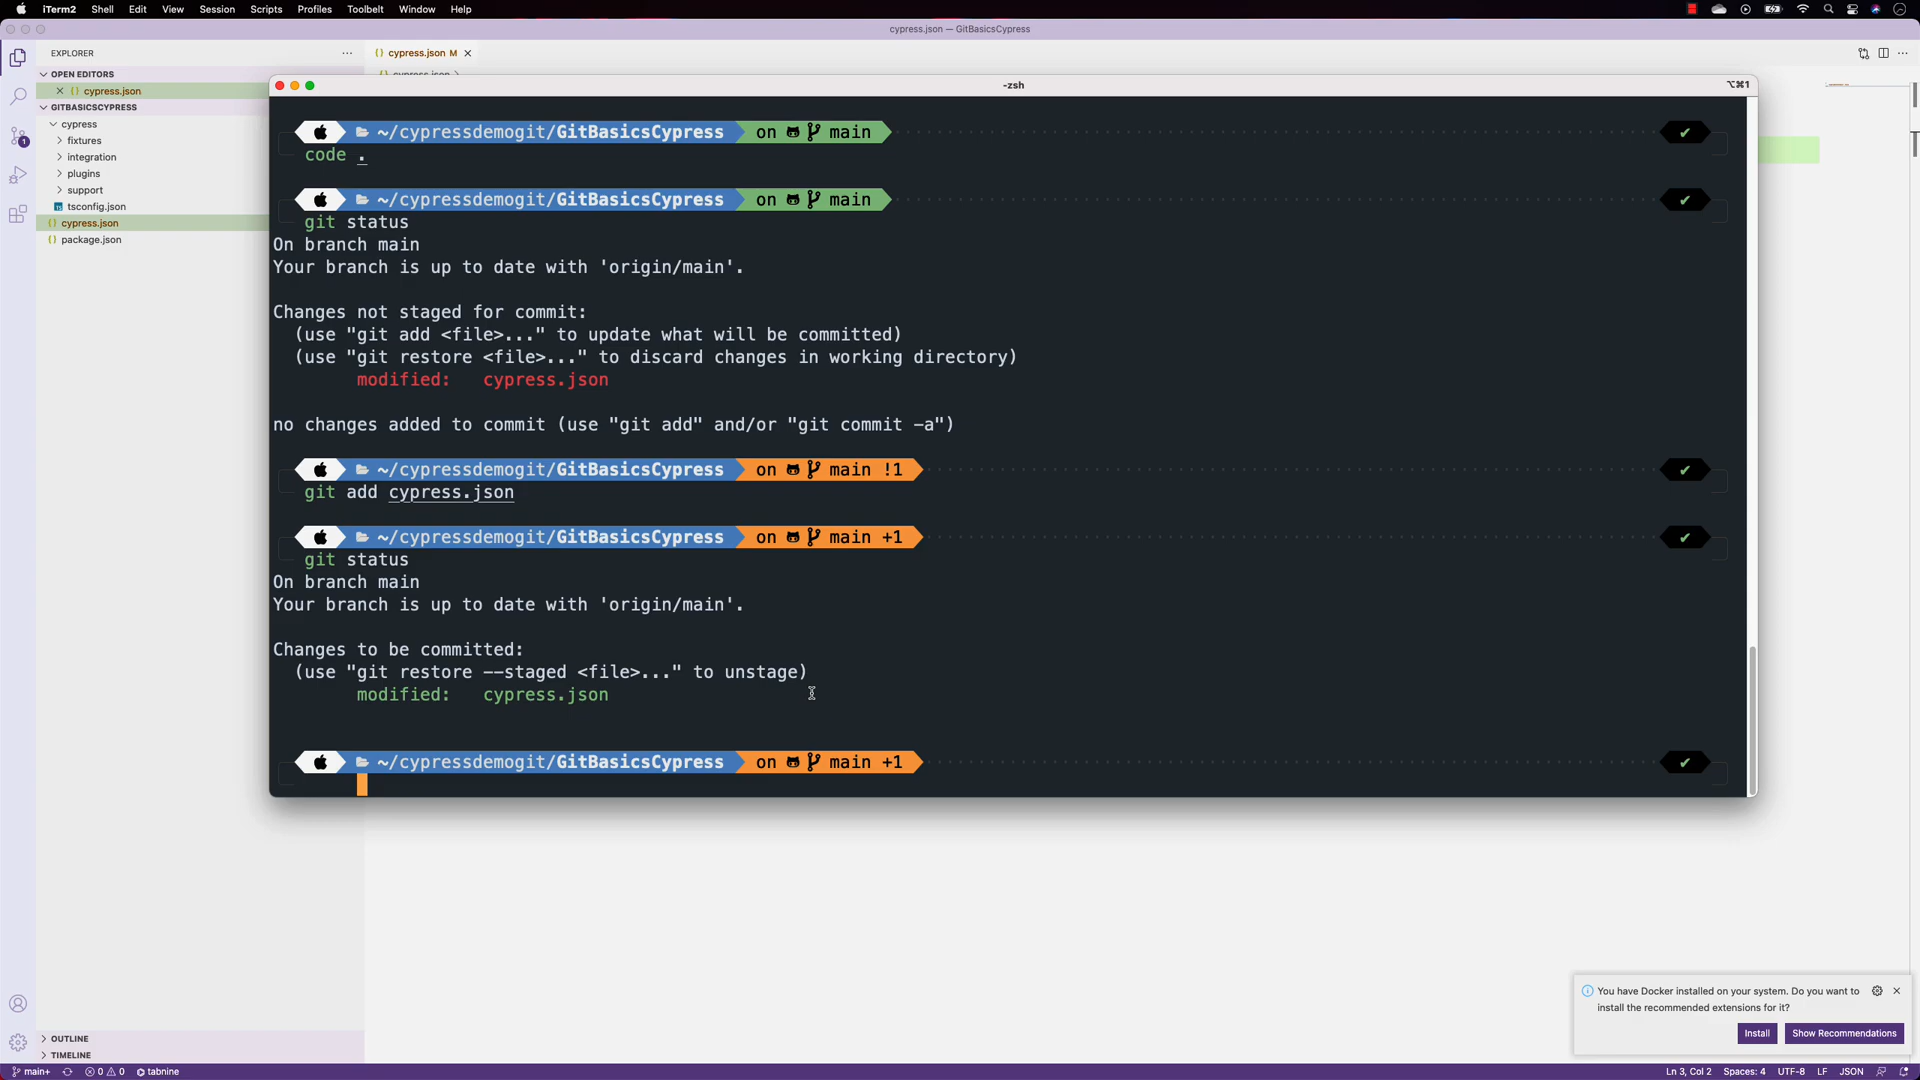 iTerm2 Shell Edit View Session Scripts Profiles Toolbelt Window Help
cypress.json — GitBasicsCypress
EXPLORER ···
cypress.json M ×
OPEN EDITORS
× cypress.json
GITBASICSCYPRESS
cypress
fixtures
integration
plugins
support
tsconfig.json
cypress.json
package.json
1
-zsh
⌥⌘1
~/cypressdemogit/GitBasicsCypress on main ✔
code .
~/cypressdemogit/GitBasicsCypress on main ✔
git status
On branch main
Your branch is up to date with 'origin/main'.
Changes not staged for commit:
(use "git add <file>..." to update what will be committed)
(use "git restore <file>..." to discard changes in working directory)
modified: cypress.json
no changes added to commit (use "git add" and/or "git commit -a")
~/cypressdemogit/GitBasicsCypress on main !1 ✔
git add cypress.json
~/cypressdemogit/GitBasicsCypress on main +1 ✔
git status
On branch main
Your branch is up to date with 'origin/main'.
Changes to be committed:
(use "git restore --staged <file>..." to unstage)
modified: cypress.json
~/cypressdemogit/GitBasicsCypress on main +1 ✔
You have Docker installed on your system. Do you want to
install the recommended extensions for it?
Install Show Recommendations
OUTLINE
TIMELINE
main+ 0 0 tabnine Ln 3, Col 2 Spaces: 4 UTF-8 LF JSON